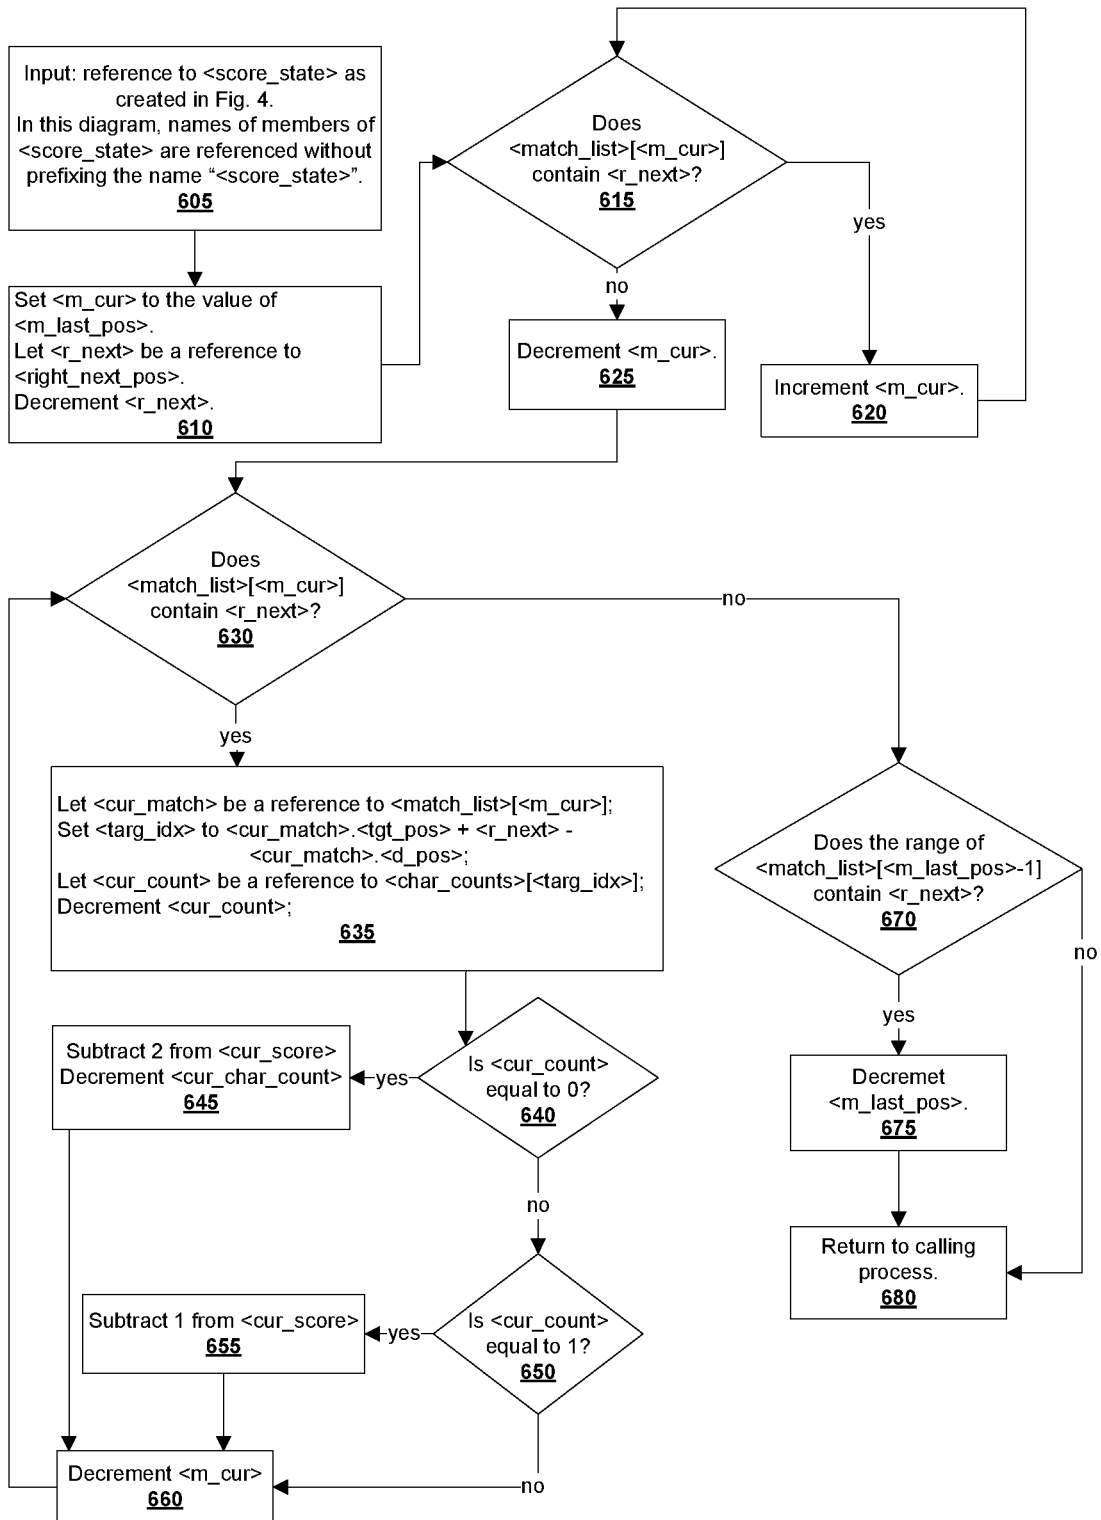 Input: reference to <score_state> as
created in Fig. 4.
In this diagram, names of members of
<score_state> are referenced without
prefixing the name “<score_state>”.
605
Set <m_cur> to the value of
<m_last_pos>.
Let <r_next> be a reference to
<right_next_pos>.
Decrement <r_next>.
610
Does
<match_list>[<m_cur>]
contain <r_next>?
615
yes
no
Increment <m_cur>.
620
Decrement <m_cur>.
625
Does
<match_list>[<m_cur>]
contain <r_next>?
630
no
yes
Let <cur_match> be a reference to <match_list>[<m_cur>];
Set <targ_idx> to <cur_match>.<tgt_pos> + <r_next> -
<cur_match>.<d_pos>;
Let <cur_count> be a reference to <char_counts>[<targ_idx>];
Decrement <cur_count>;
635
Is <cur_count>
equal to 0?
640
yes
Subtract 2 from <cur_score>
Decrement <cur_char_count>
645
no
Is <cur_count>
equal to 1?
650
yes
Subtract 1 from <cur_score>
655
no
Decrement <m_cur>
660
Does the range of
<match_list>[<m_last_pos>-1]
contain <r_next>?
670
no
yes
Decremet
<m_last_pos>.
675
Return to calling
process.
680